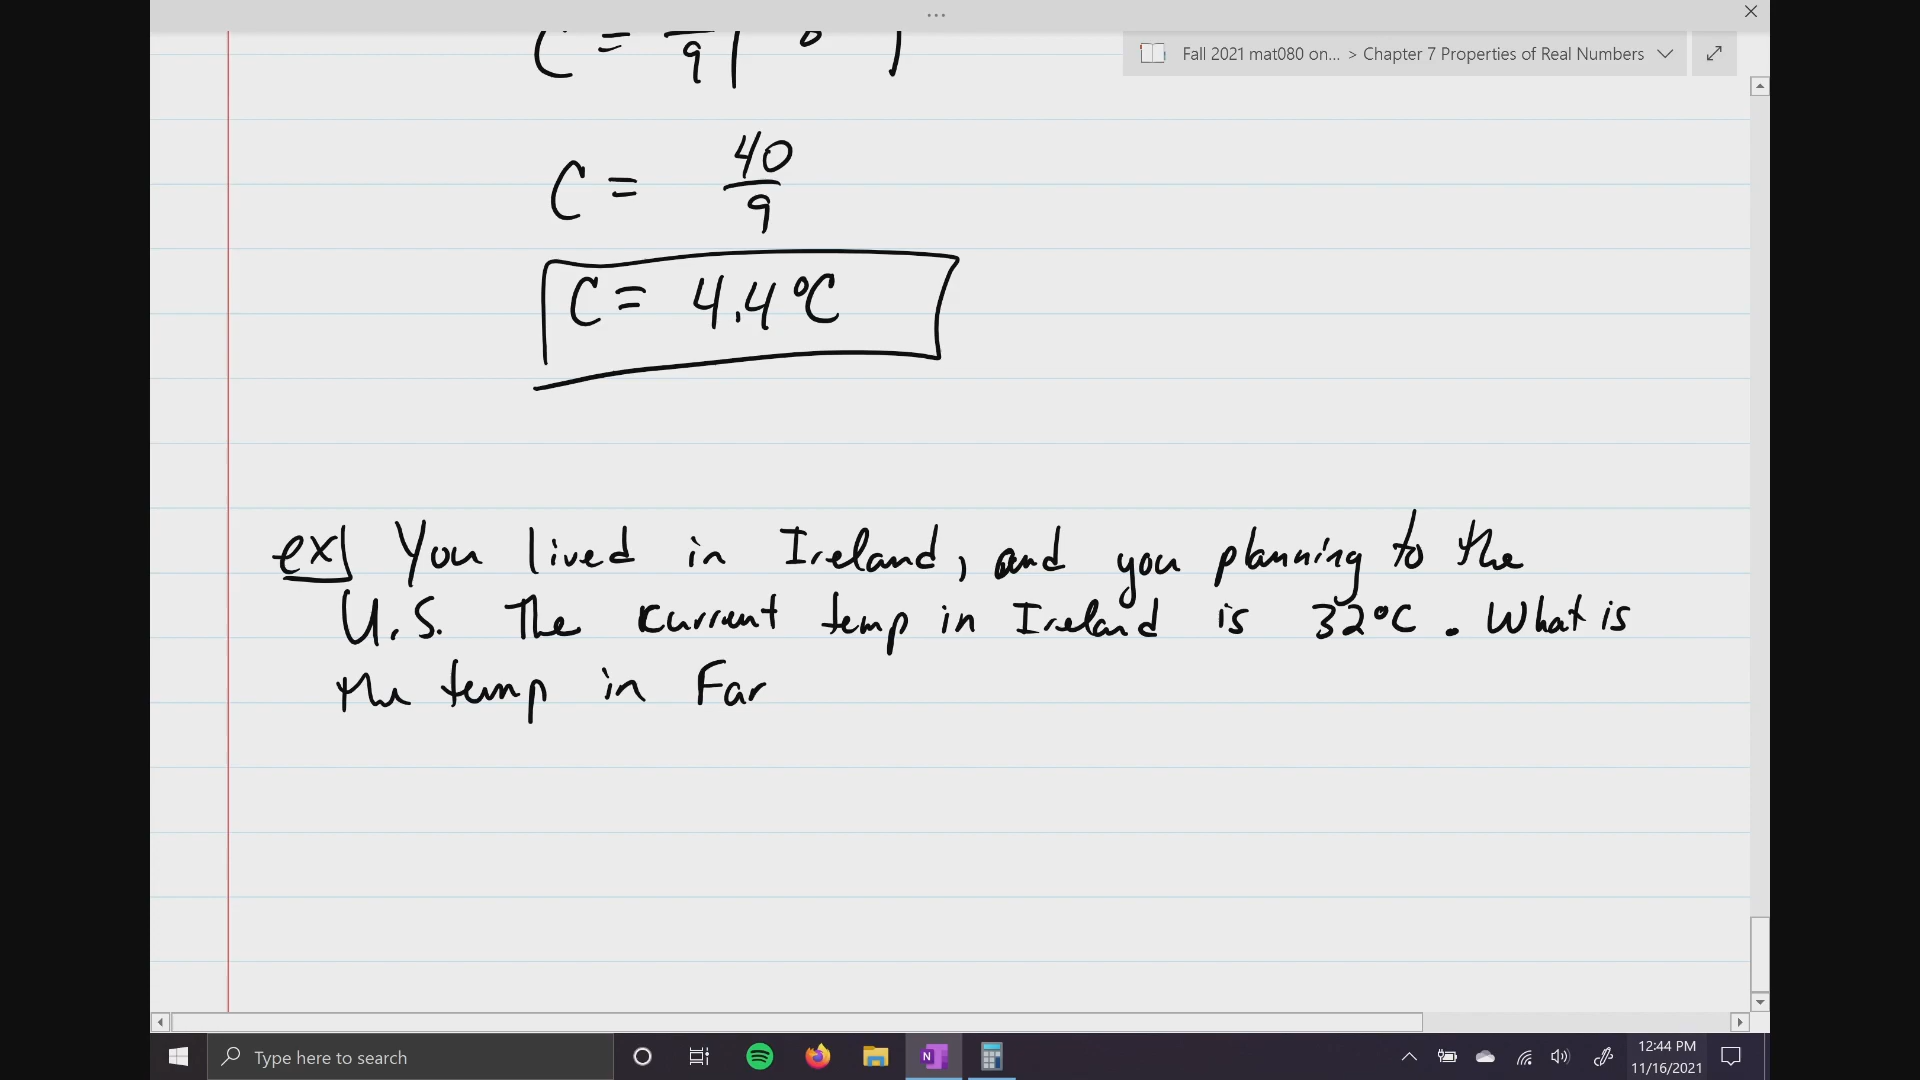 ...
Fall 2021 mat080 on... > Chapter 7 Properties of Real Numbers
C = 9
C = 40/9
C = 4.4°C
ex] You lived in Ireland, and you planning to the
U.S. The current temp in Ireland is 32°C. What is
the temp in Far
Type here to search
12:44 PM
11/16/2021